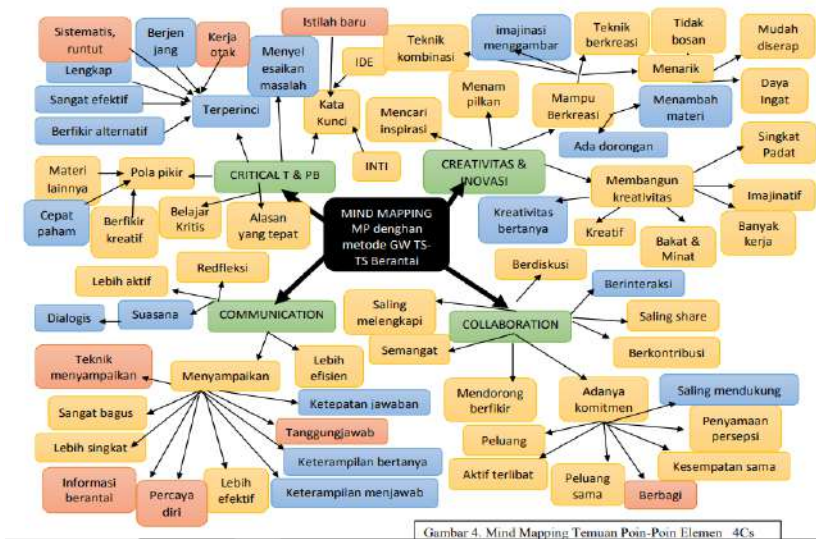 Sistematis,
runtut
Berjen
jang
Kerja
otak
Istilah baru
Lengkap
Menyel
esaikan
masalah
IDE
Sangat efektif
Terperinci
Kata
Kunci
Berfikir alternatif
INTI
Materi
lainnya
Pola pikir
CRITICAL T & PB
Cepat
paham
Berfikir
kreatif
Belajar
Kritis
Alasan
yang tepat
Teknik
kombinasi
imajinasi
menggambar
Teknik
berkreasi
Tidak
bosan
Mudah
diserap
Menarik
Menam
pilkan
Mampu
Berkreasi
Daya
Ingat
Mencari
inspirasi
Menambah
materi
Ada dorongan
Singkat
Padat
CREATIVITAS &
INOVASI
Membangun
kreativitas
Imajinatif
Kreativitas
bertanya
Kreatif
Bakat &
Minat
Banyak
kerja
MIND MAPPING
MP denghan
metode GW TS-
TS Berantai
Redfleksi
Lebih aktif
Dialogis
Suasana
COMMUNICATION
Teknik
menyampaikan
Menyampaikan
Lebih
efisien
Sangat bagus
Ketepatan jawaban
Tanggungjawab
Lebih singkat
Keterampilan bertanya
Informasi
berantai
Percaya
diri
Lebih
efektif
Keterampilan menjawab
Berdiskusi
Berinteraksi
Saling
melengkapi
COLLABORATION
Saling share
Semangat
Berkontribusi
Mendorong
berfikir
Adanya
komitmen
Saling mendukung
Peluang
Penyamaan
persepsi
Aktif terlibat
Peluang
sama
Berbagi
Kesempatan sama
Gambar 4. Mind Mapping Temuan Poin-Poin Elemen 4Cs